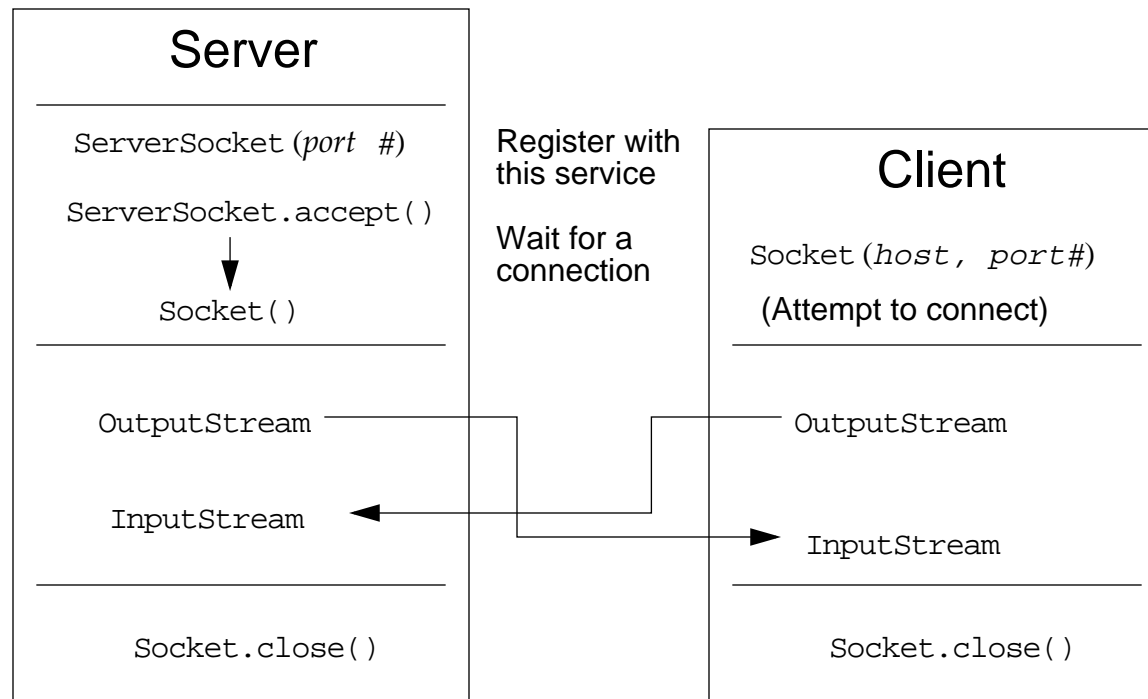 Server
ServerSocket (port #)
ServerSocket.accept()
Socket()
OutputStream
InputStream
Socket.close()
Register with
this service
Wait for a
connection
Client
Socket (host, port#)
(Attempt to connect)
OutputStream
InputStream
Socket.close()